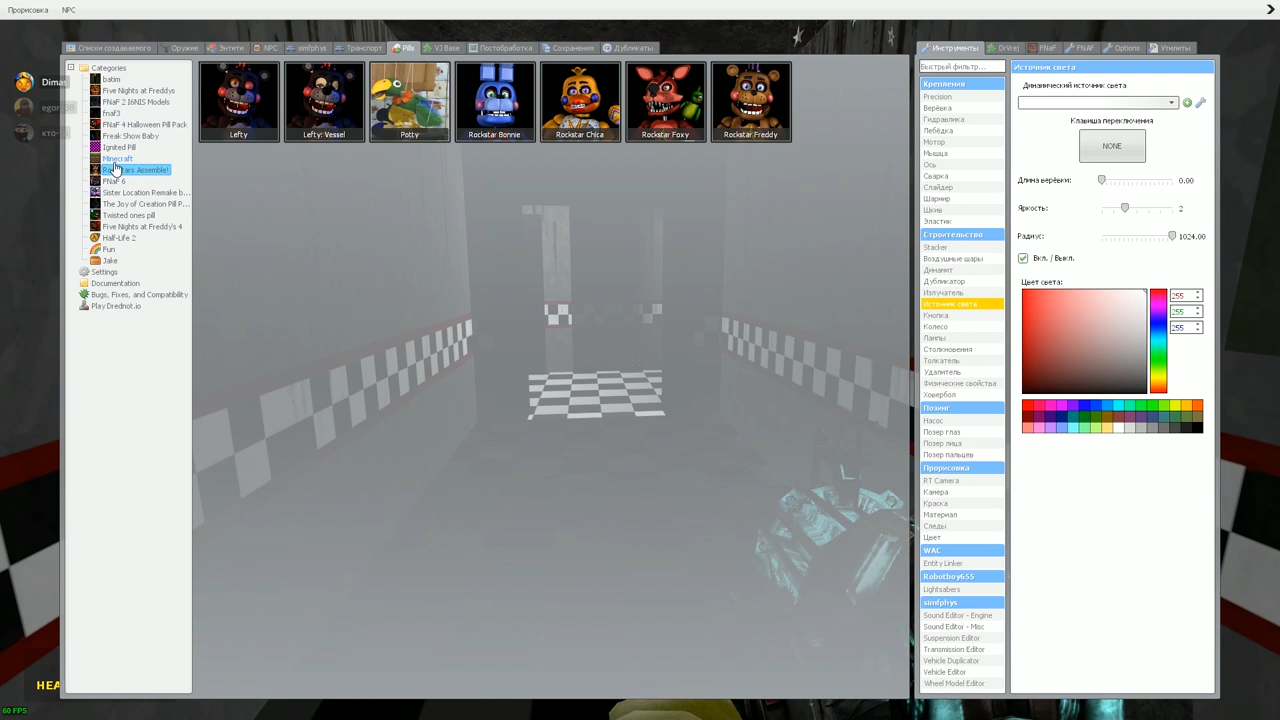 Прорисовка NPC
Списки создаваемого Оружие Энтити NPC simfphys Транспорт Pills VJ Base Постобработка Сохранения Дубликаты
Инструменты DrVrej FNaF FNAF Options Утилиты
Dimas
HEA
60 FPS
Categories
batim
Five Nights at Freddys
FNaF 2 16NIS Models
fnaf3
FNaF 4 Halloween Pill Pack
Freak Show Baby
Ignited Pill
Minecraft
Rockstars Assemble!
FNaF 6
Sister Location Remake b...
The Joy of Creation Pill P...
Twisted ones pill
Five Nights at Freddy's 4
Half-Life 2
Fun
Jake
Settings
Documentation
Bugs, Fixes, and Compatibility
Play Drednot.io
Lefty
Lefty: Vessel
Potty
Rockstar Bonnie
Rockstar Chica
Rockstar Foxy
Rockstar Freddy
Быстрый фильтр...
Крепления
Precision
Верёвка
Гидравлика
Лебёдка
Мотор
Мышца
Ось
Сварка
Слайдер
Шарнир
Шкив
Эластик
Строительство
Stacker
Воздушные шары
Динамит
Дубликатор
Излучатель
Источник света
Кнопка
Колесо
Лампы
Столкновения
Толкатель
Удалитель
Физические свойства
Ховербол
Позинг
Насос
Позер глаз
Позер лица
Позер пальцев
Прорисовка
RT Camera
Камера
Краска
Материал
Следы
Цвет
WAC
Entity Linker
Robotboy655
Lightsabers
simfphys
Sound Editor - Engine
Sound Editor - Misc
Suspension Editor
Transmission Editor
Vehicle Duplicator
Vehicle Editor
Wheel Model Editor
Источник света
Динамический источник света
Клавиша переключения
NONE
Длина верёвки: 0.00
Яркость: 2
Радиус: 1024.00
Вкл. / Выкл.
Цвет света:
255
255
255